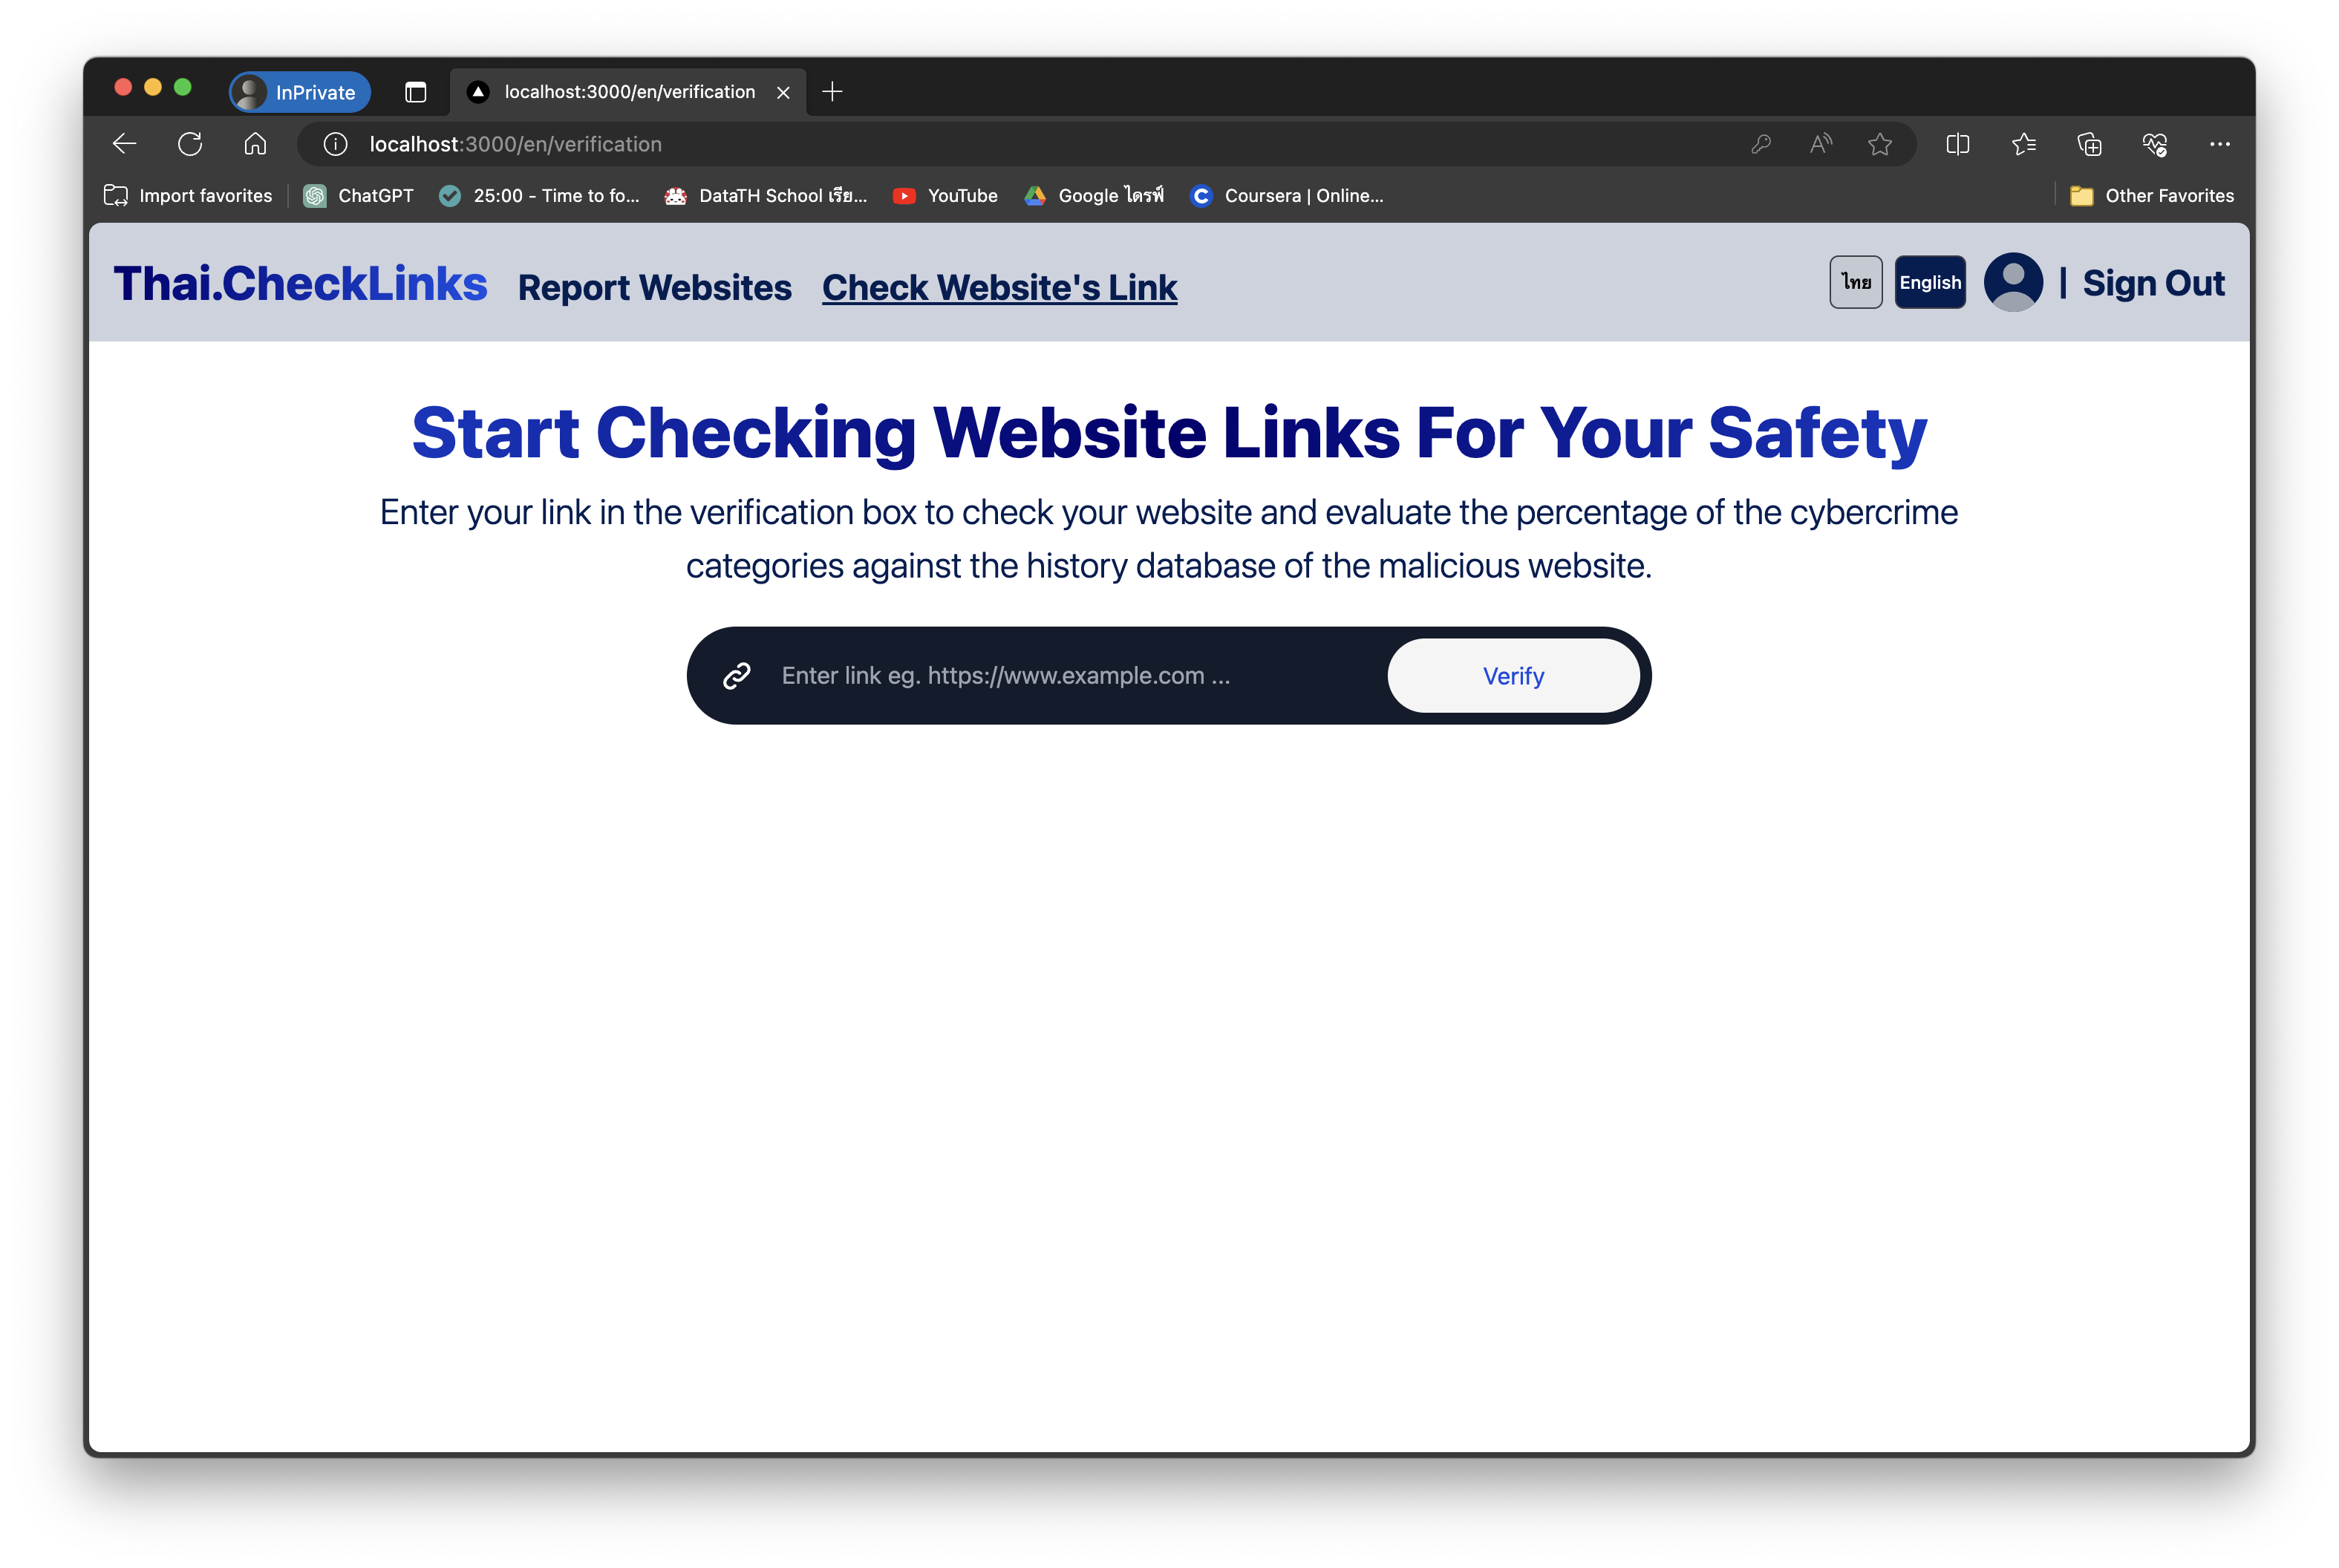 InPrivate
localhost:3000/en/verification
localhost:3000/en/verification
Import favorites
ChatGPT
25:00 - Time to fo...
DataTH School เรีย...
YouTube
Google ไดรฟ์
Coursera | Online...
Other Favorites
Thai.CheckLinks
Report Websites
Check Website's Link
ไทย
English
| Sign Out
Start Checking Website Links For Your Safety
Enter your link in the verification box to check your website and evaluate the percentage of the cybercrime
categories against the history database of the malicious website.
Enter link eg. https://www.example.com ...
Verify